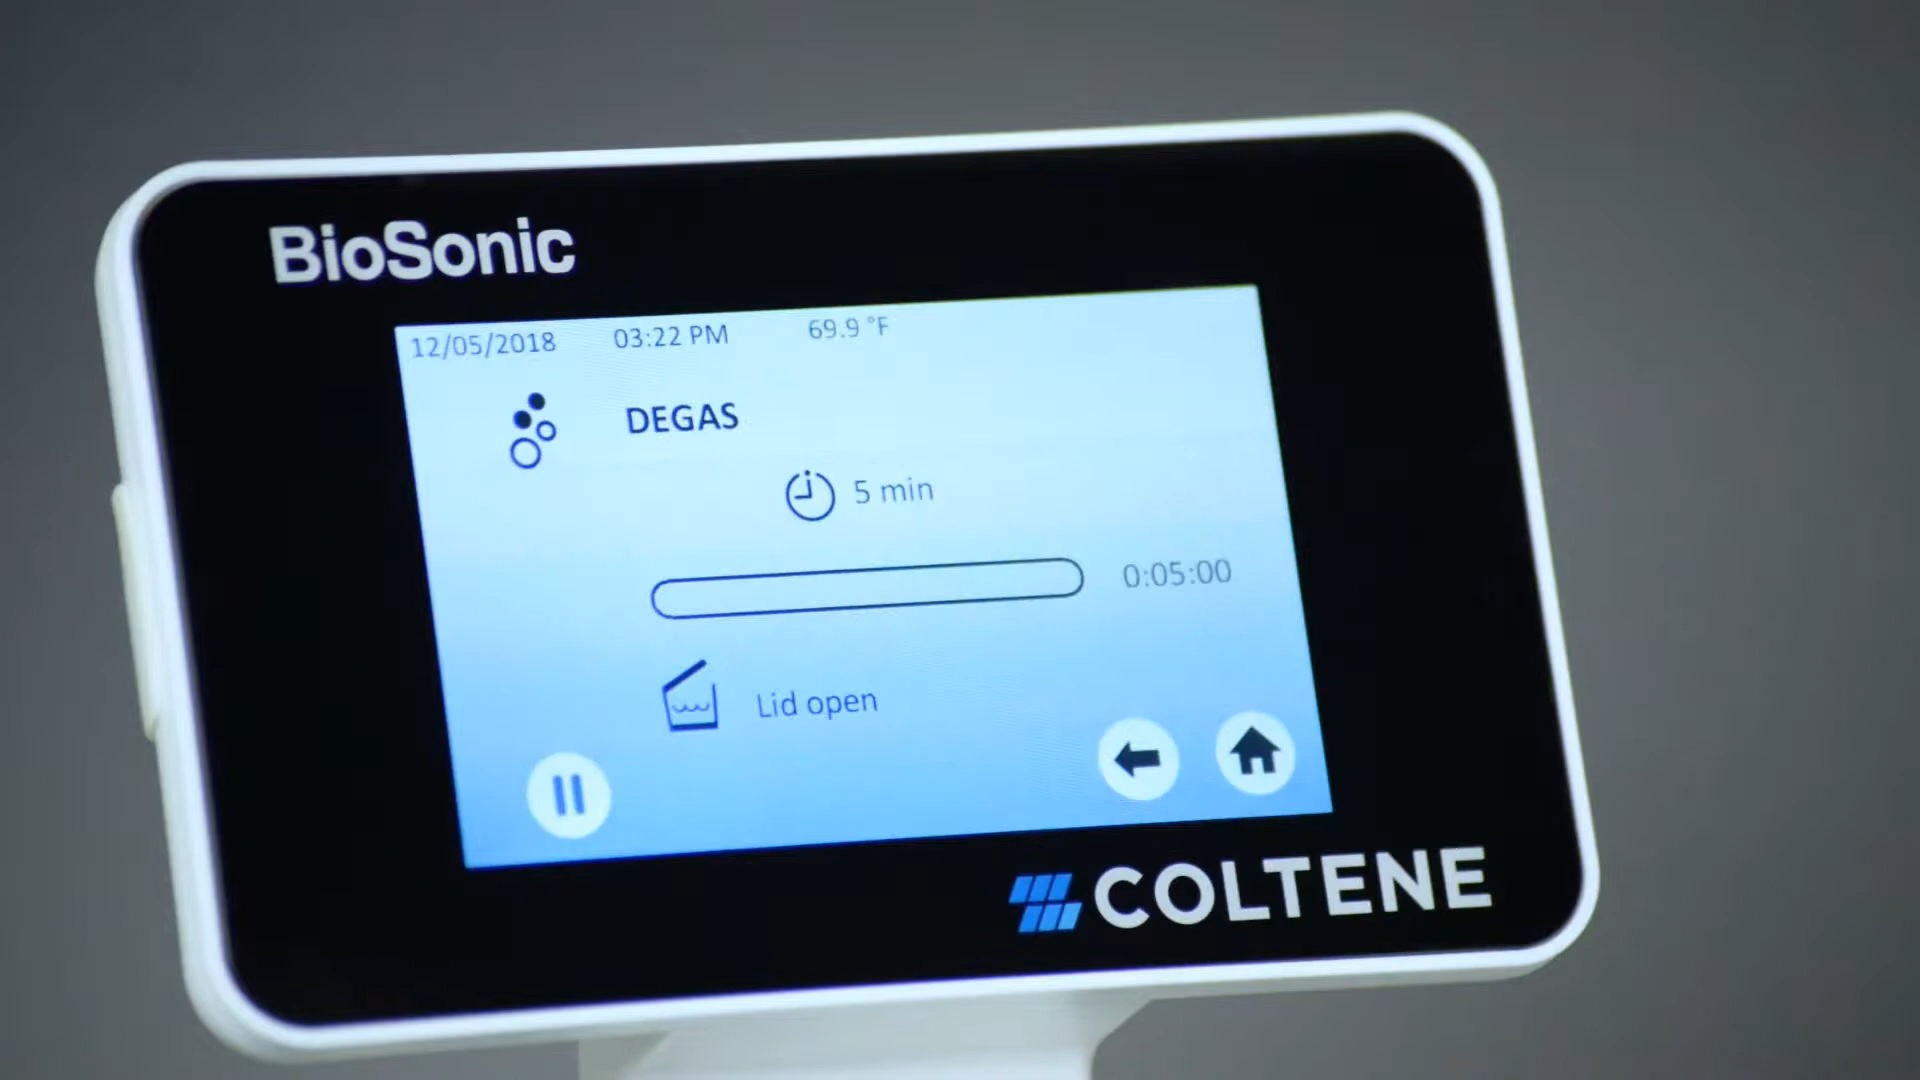 BioSonic
12/05/2018 03:22 PM 69.9 °F
DEGAS
5 min
0:05:00
Lid open
COLTENE